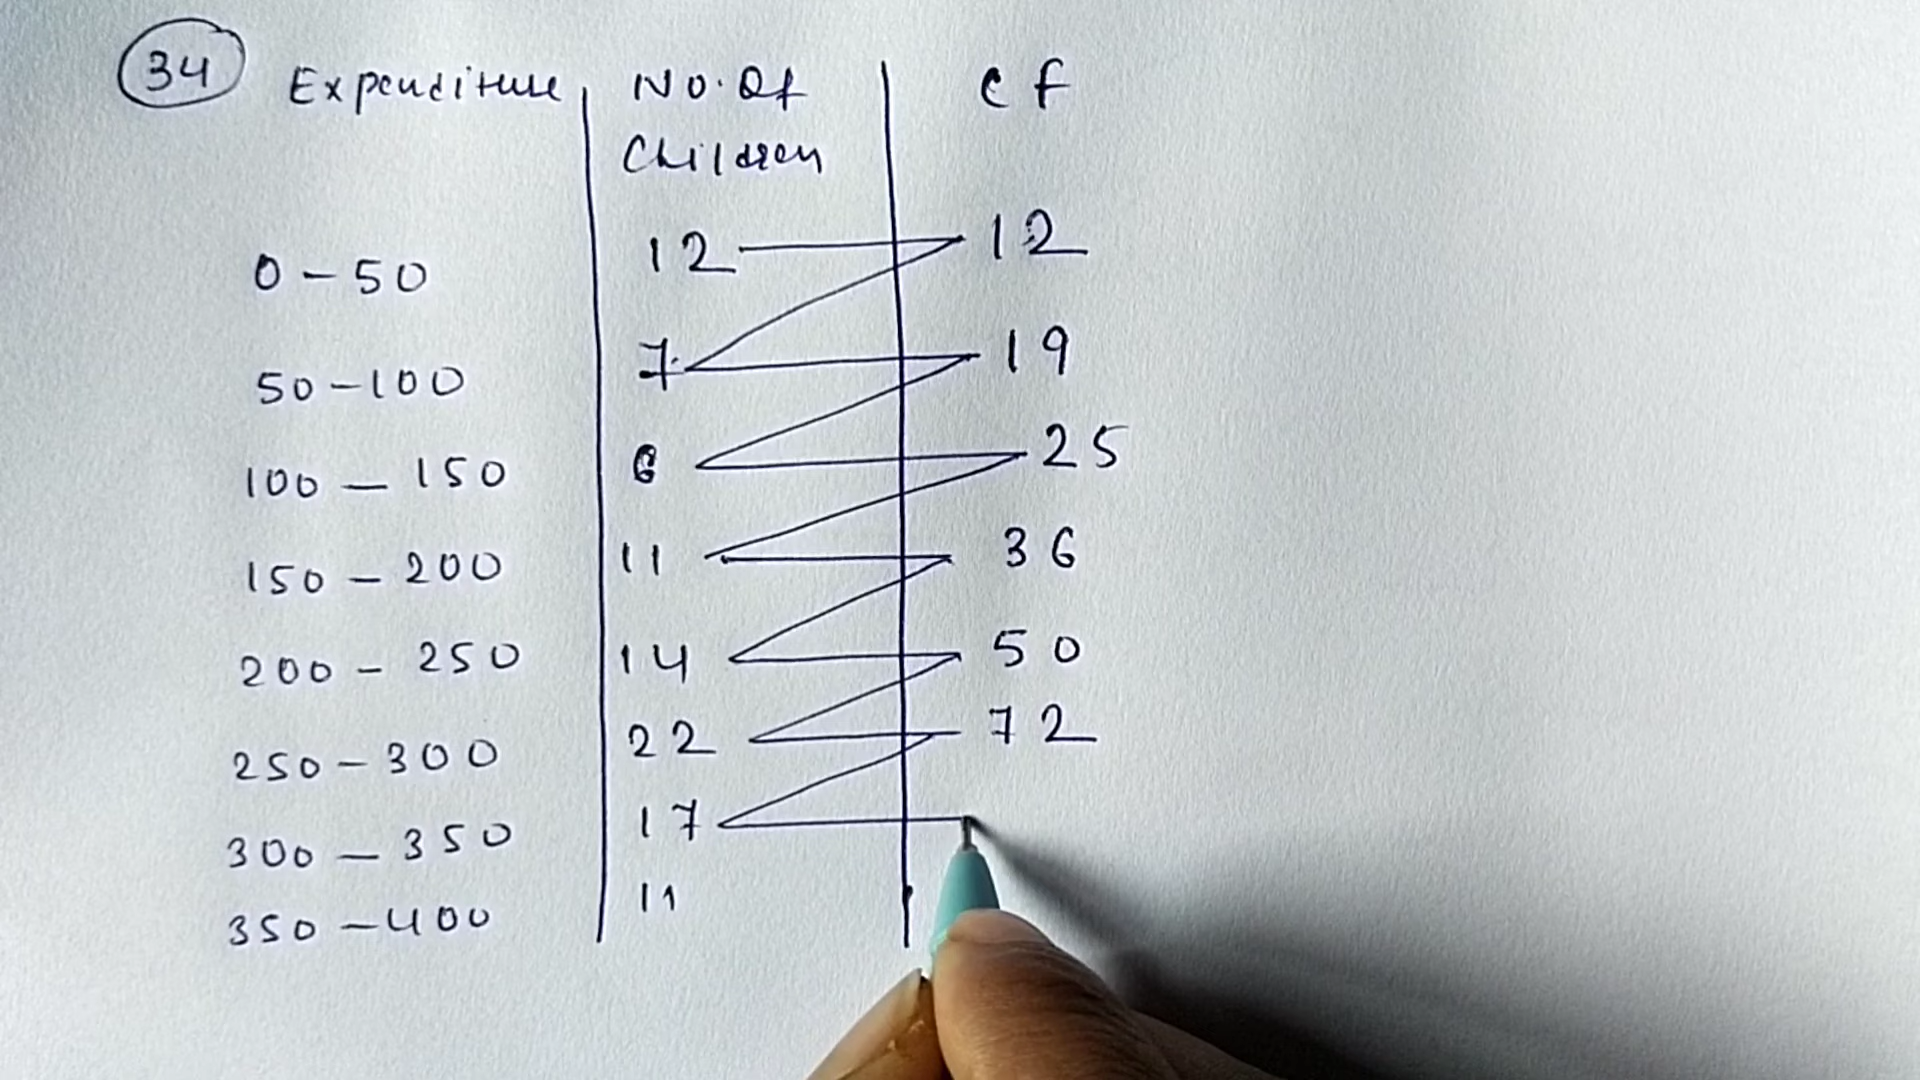 34 Expenditure No. Of cf
Children
0 - 50 12 12
50 - 100 7 19
100 - 150 6 25
150 - 200 11 36
200 - 250 14 50
250 - 300 22 72
300 - 350 17
350 - 400 11